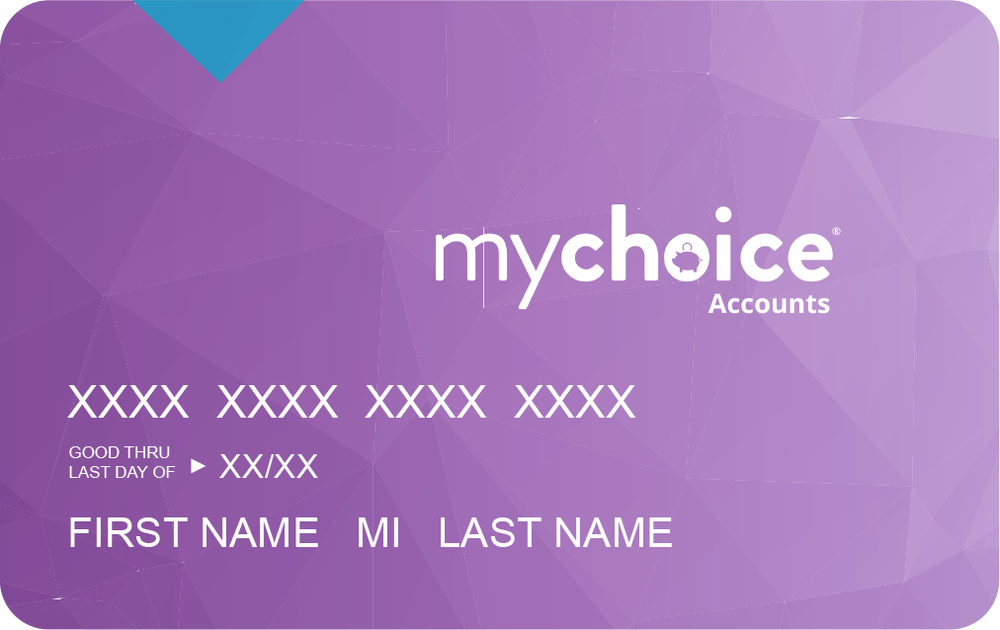 mychoice®
Accounts
XXXX XXXX XXXX XXXX
GOOD THRU
LAST DAY OF ▶ XX/XX
FIRST NAME MI LAST NAME